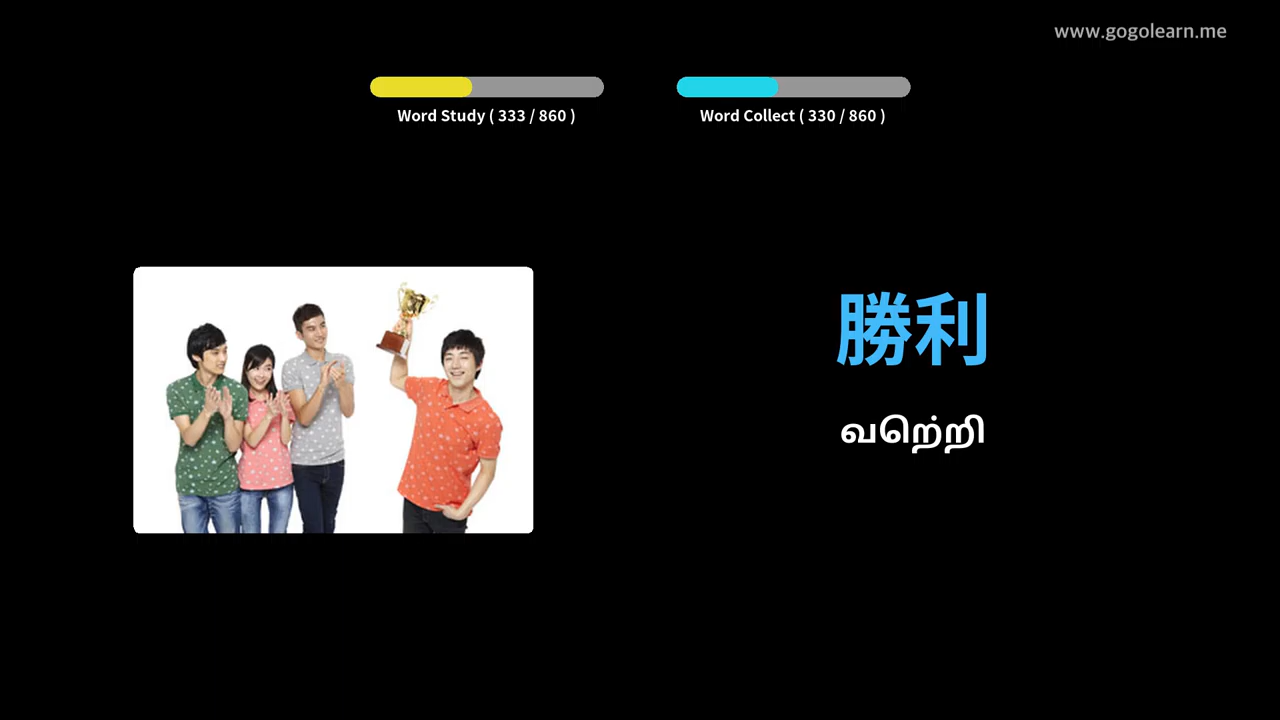 www.gogolearn.me
Word Study ( 333 / 860 )
Word Collect ( 330 / 860 )
勝利
வெற்றி